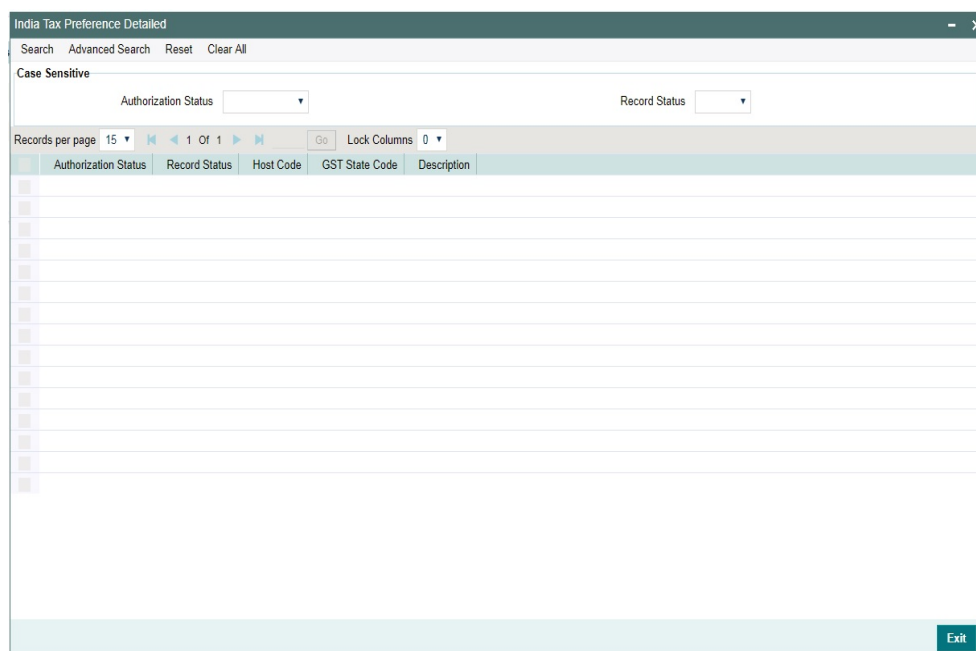 India Tax Preference Detailed
Search Advanced Search Reset Clear All
Case Sensitive
Authorization Status Record Status
Records per page 15 1 Of 1 Go Lock Columns 0
Authorization Status Record Status Host Code GST State Code Description
Exit